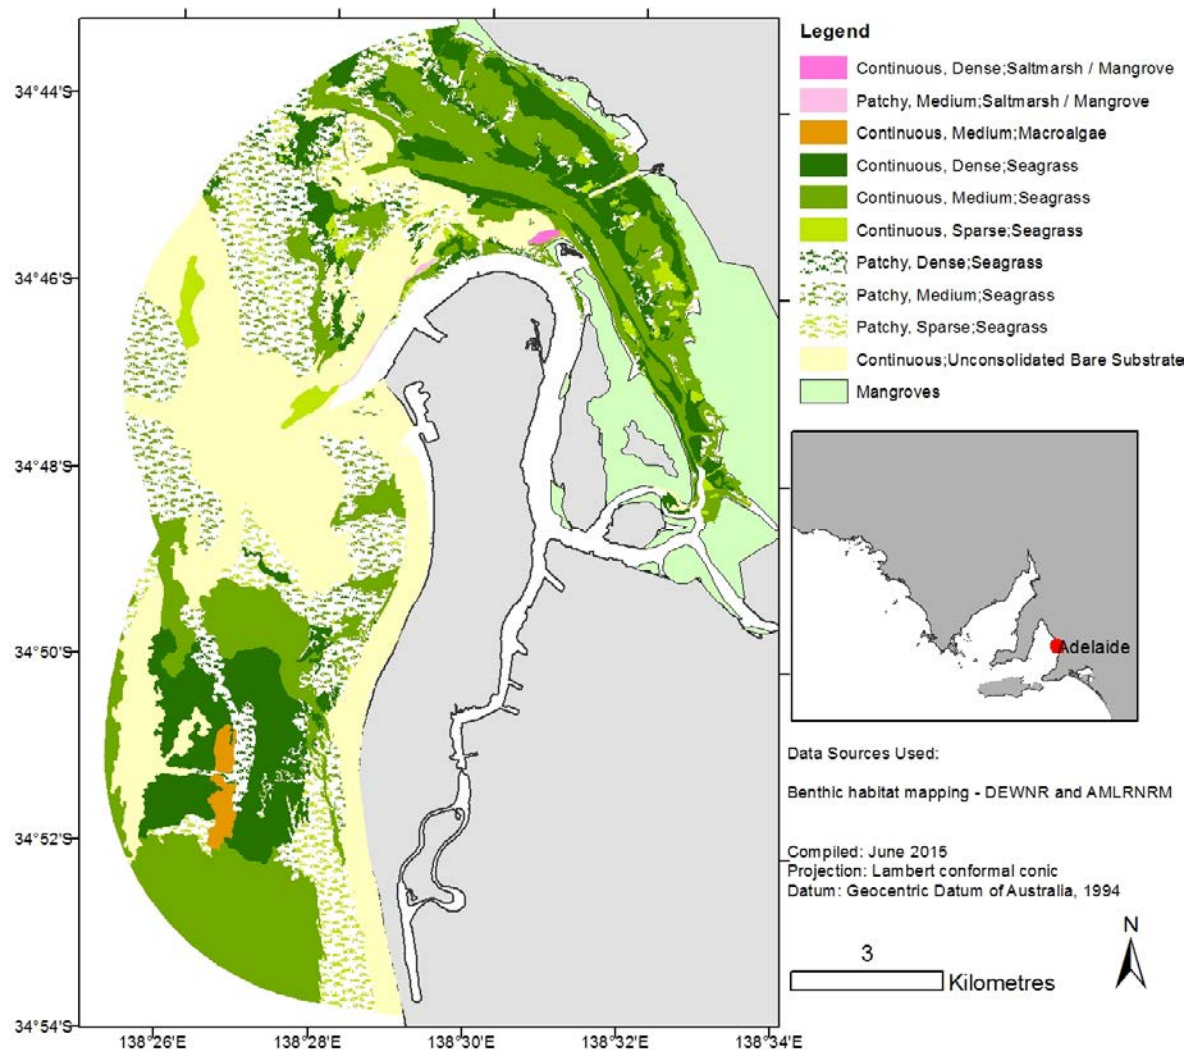 Legend
Continuous, Dense;Saltmarsh / Mangrove
Patchy, Medium;Saltmarsh / Mangrove
Continuous, Medium;Macroalgae
Continuous, Dense;Seagrass
Continuous, Medium;Seagrass
Continuous, Sparse;Seagrass
Patchy, Dense;Seagrass
Patchy, Medium;Seagrass
Patchy, Sparse;Seagrass
Continuous;Unconsolidated Bare Substrate
Mangroves
34°44'S
34°46'S
34°48'S
34°50'S
34°52'S
34°54'S
138°26'E
138°28'E
138°30'E
138°32'E
138°34'E
Adelaide
Data Sources Used:
Benthic habitat mapping - DEWNR and AMLRNRM
Compiled: June 2015
Projection: Lambert conformal conic
Datum: Geocentric Datum of Australia, 1994
N
3
Kilometres